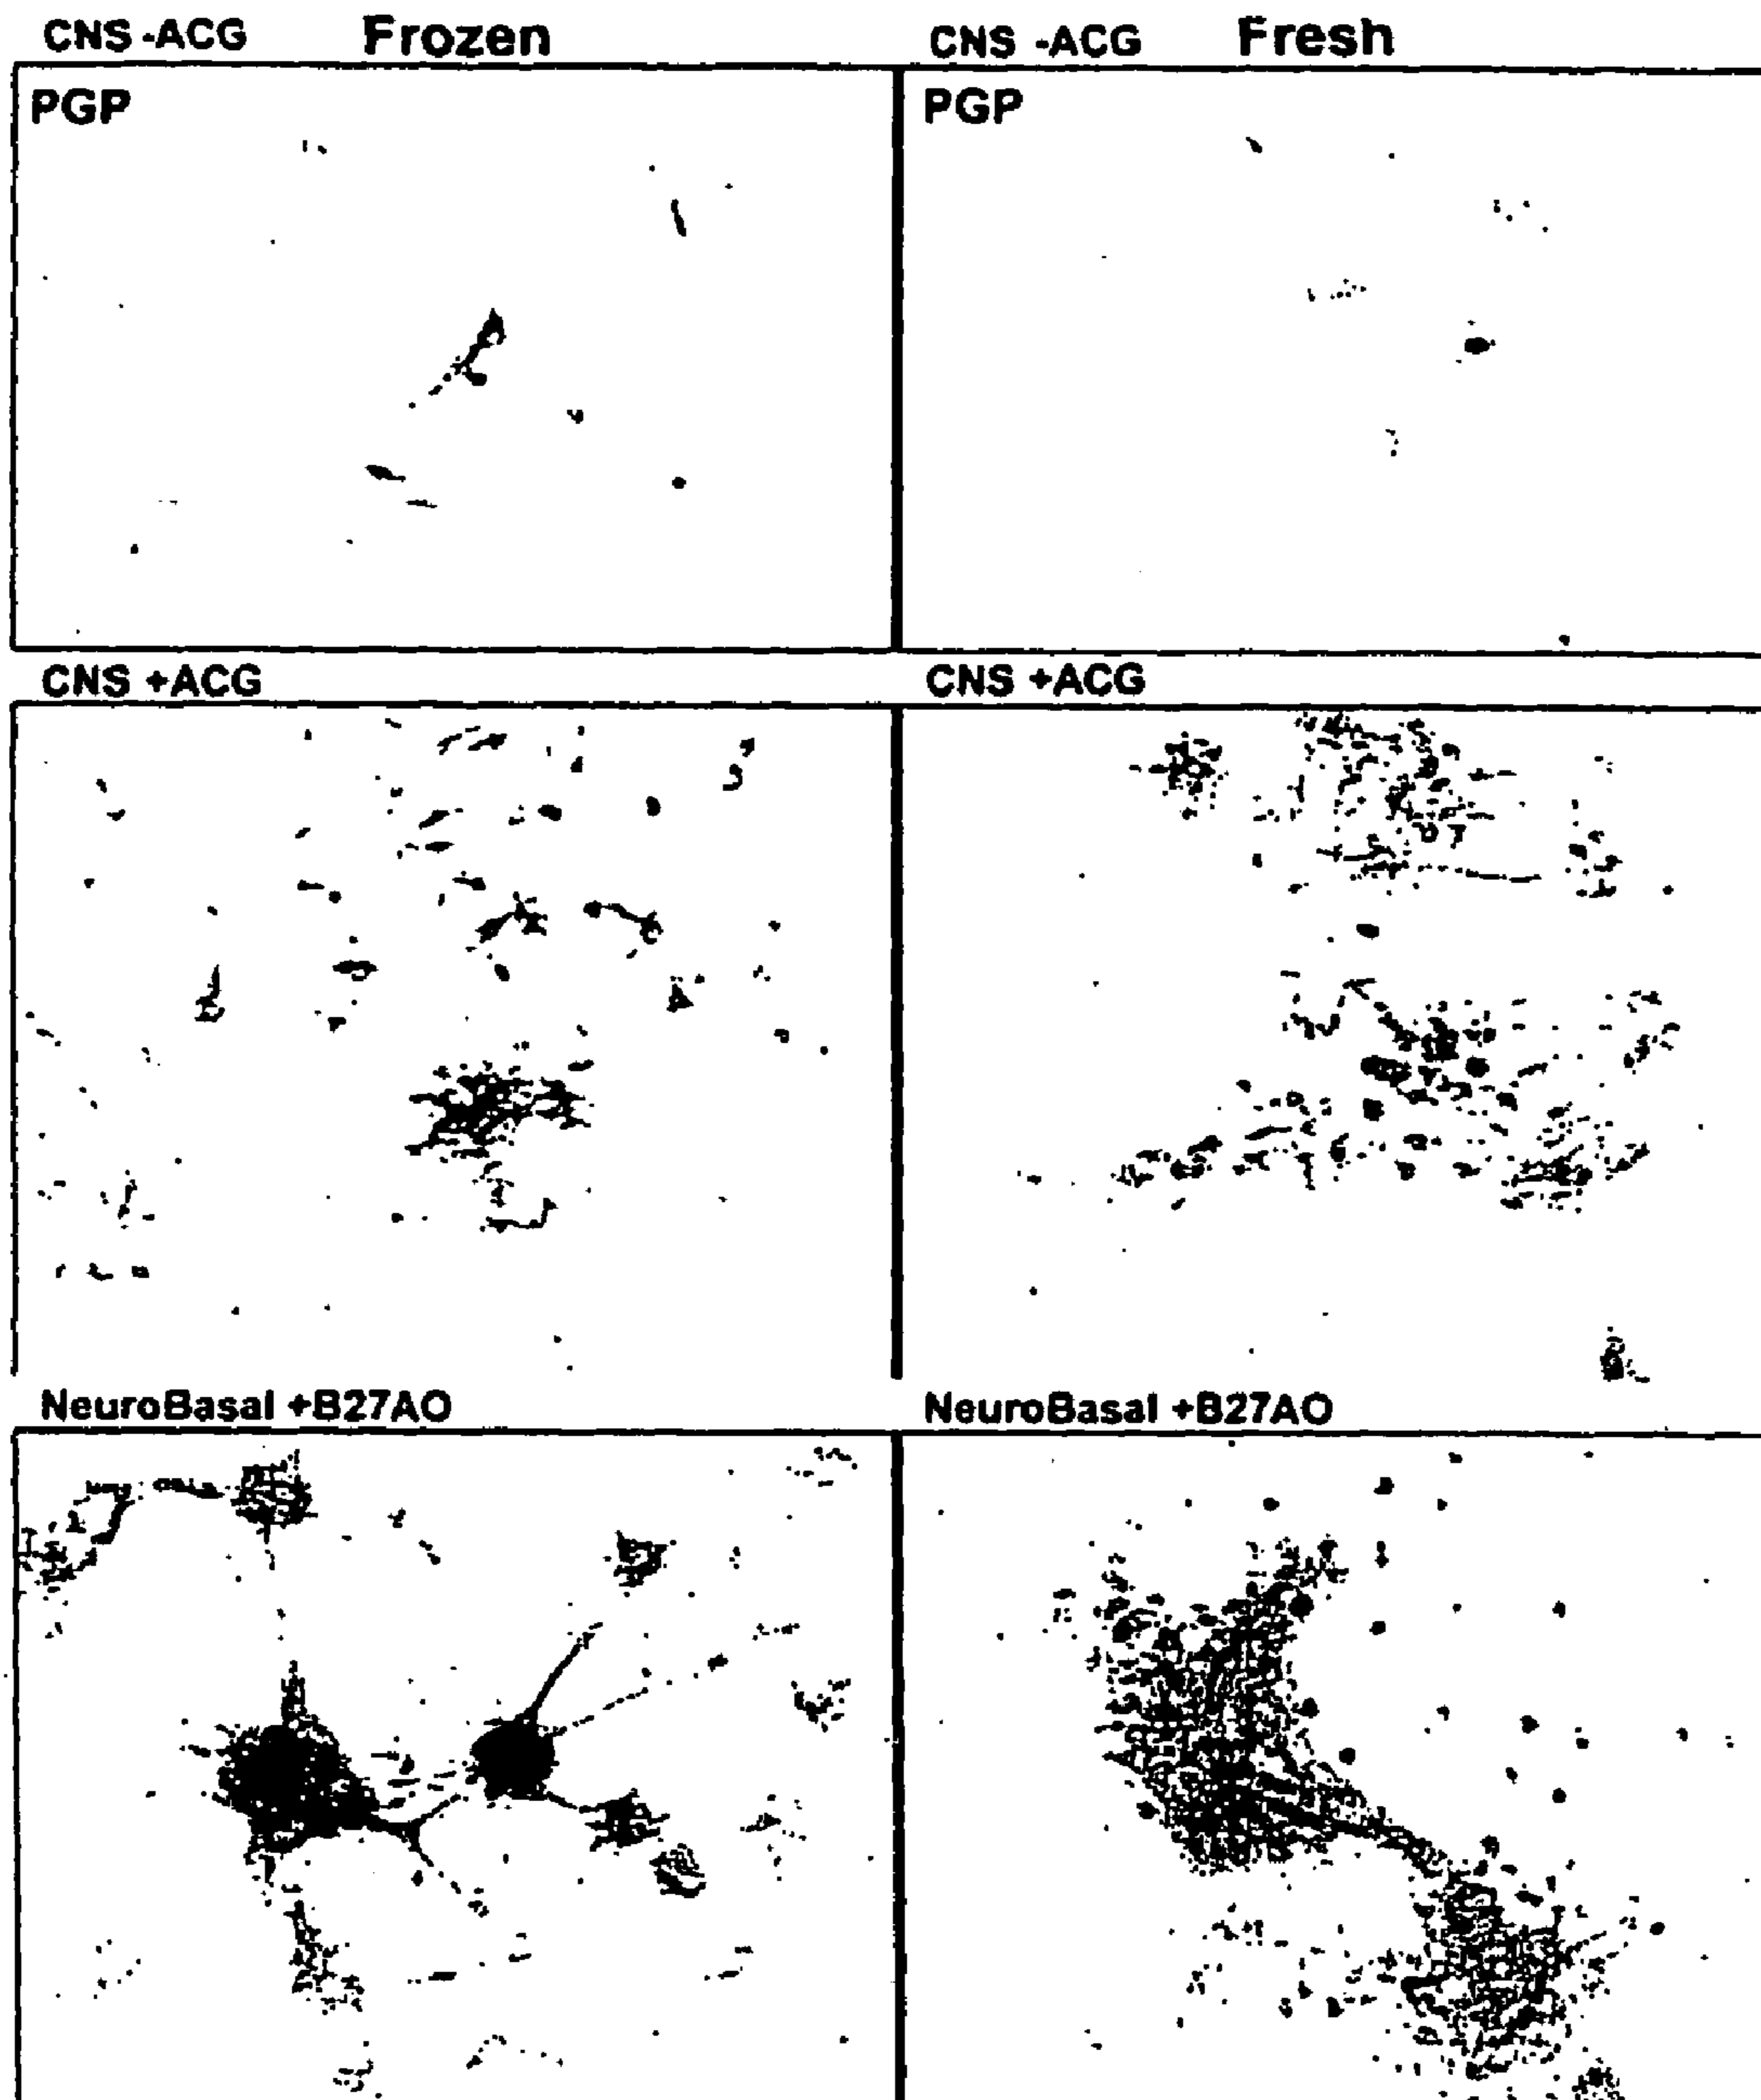 CNS -ACG Frozen CNS -ACG Fresh
PGP PGP
CNS +ACG CNS +ACG
NeuroBasal +B27AO NeuroBasal +B27AO